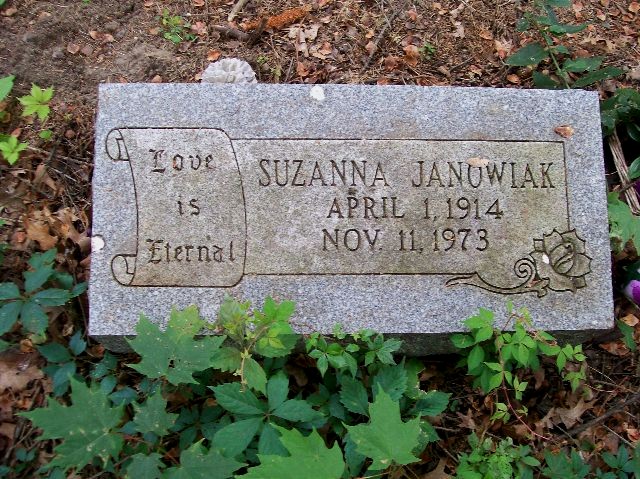 Love
is
Eternal
SUZANNA JANOWIAK
APRIL 1, 1914
NOV. 11, 1973